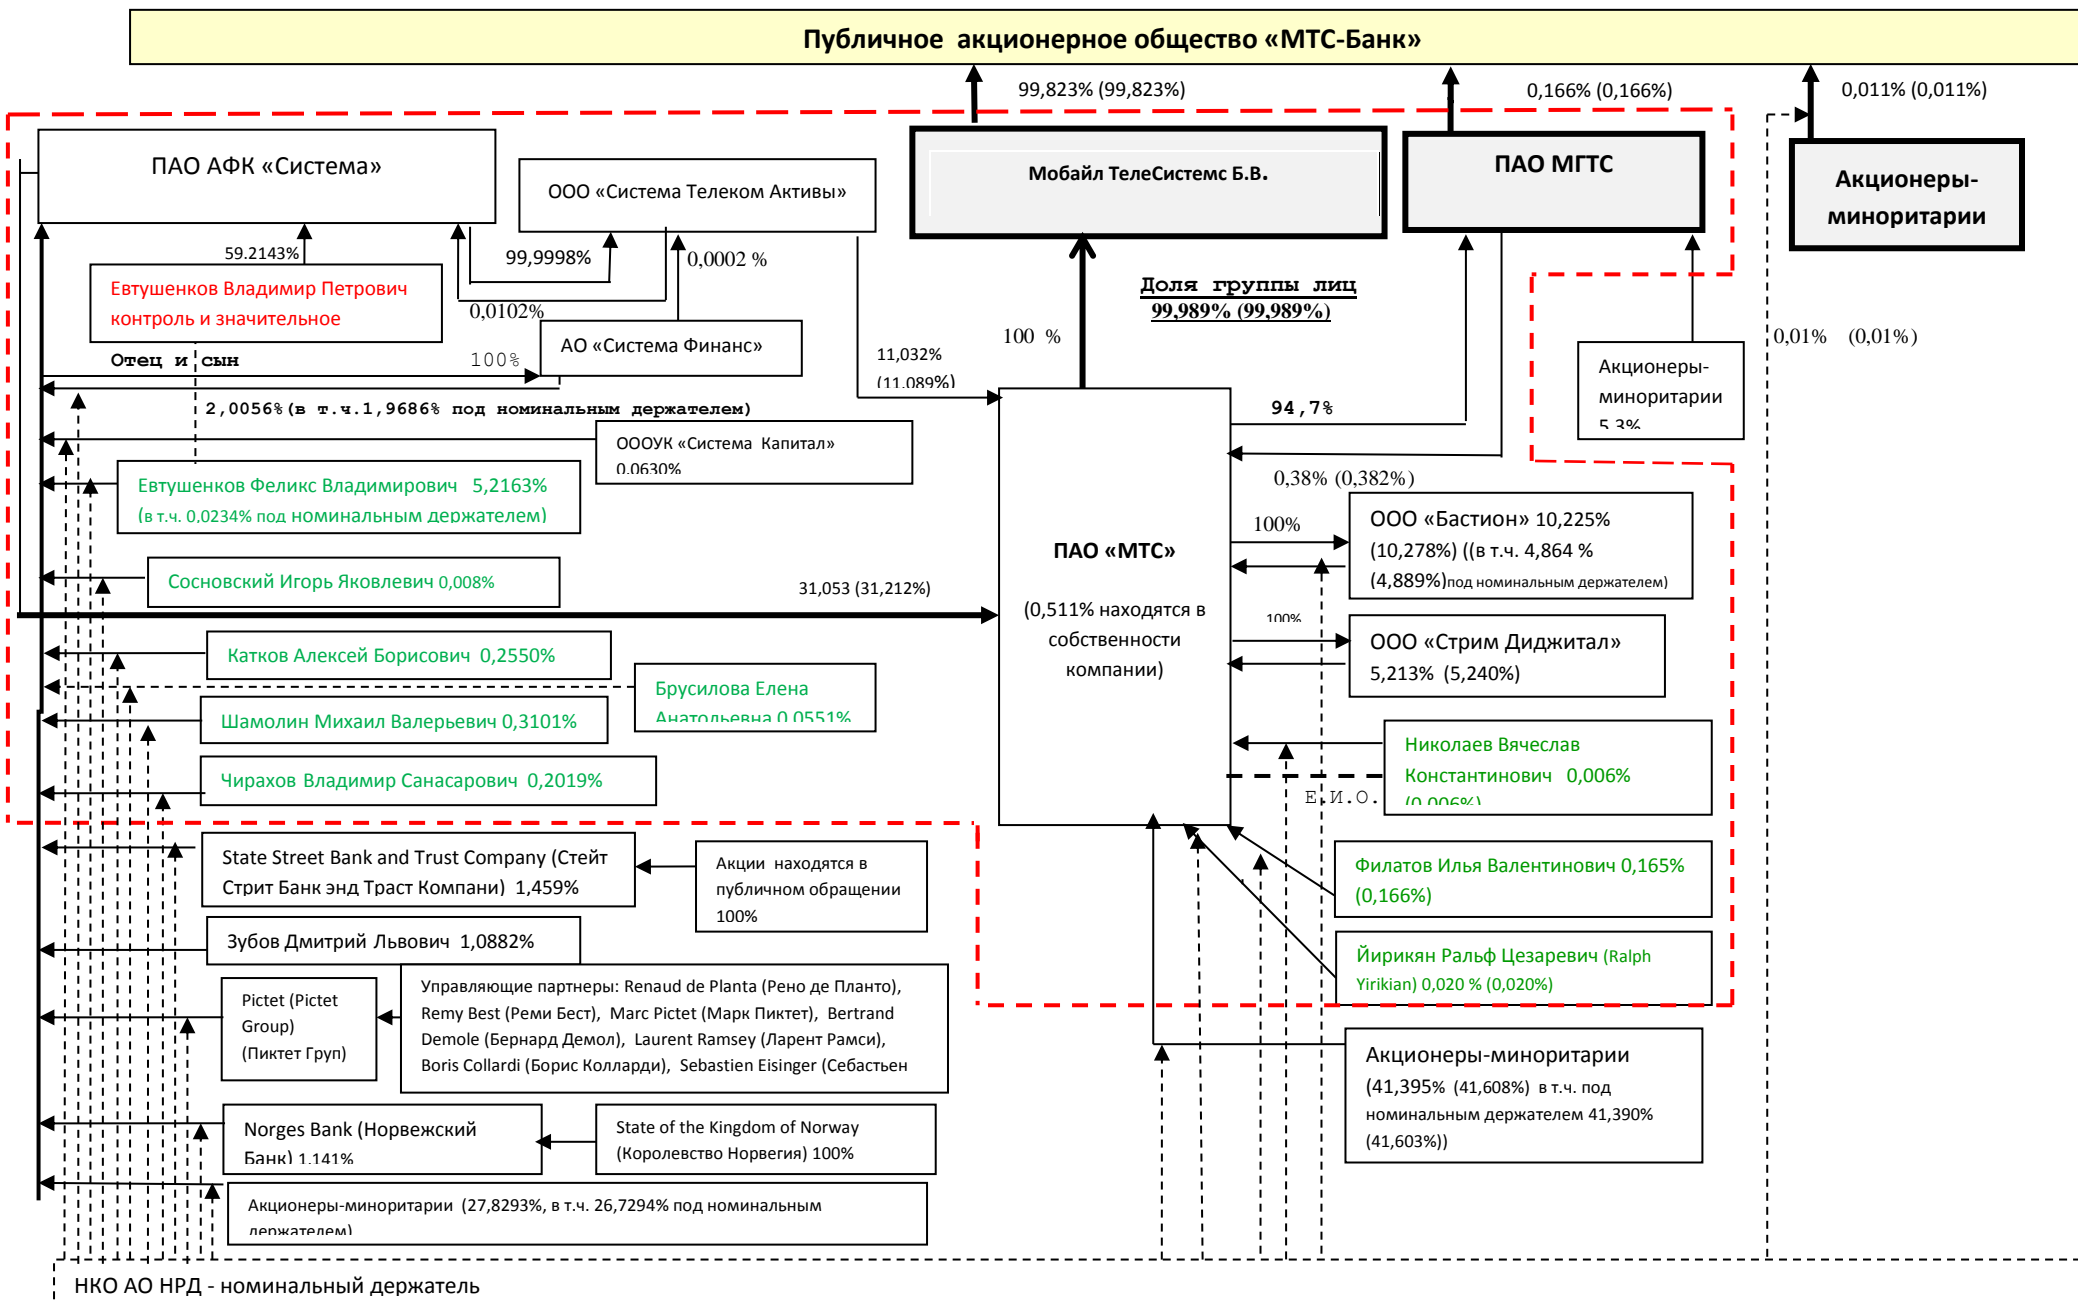 Публичное акционерное общество «МТС-Банк»
99,823% (99,823%)
0,166% (0,166%)
0,011% (0,011%)
ПАО АФК «Система»
ООО «Система Телеком Активы»
Мобайл ТелеСистемс Б.В.
ПАО МГТС
Акционеры-
миноритарии
59.2143%
99,9998%
0,0002 %
Евтушенков Владимир Петрович
контроль и значительное
0,0102%
Доля группы лиц
99,989% (99,989%)
100 %
0,01% (0,01%)
Отец и сын
100%
АО «Система Финанс»
11,032%
(11,089%)
Акционеры-
миноритарии
5,3%
2,0056%(в т.ч.1,9686% под номинальным держателем)
94,7%
ОООУК «Система Капитал»
0,0630%
0,38% (0,382%)
Евтушенков Феликс Владимирович 5,2163%
(в т.ч. 0,0234% под номинальным держателем)
100%
ООО «Бастион» 10,225%
(10,278%) ((в т.ч. 4,864 %
(4,889%)под номинальным держателем)
ПАО «МТС»
(0,511% находятся в
собственности
компании)
Сосновский Игорь Яковлевич 0,008%
31,053 (31,212%)
100%
ООО «Стрим Диджитал»
5,213% (5,240%)
Катков Алексей Борисович 0,2550%
Брусилова Елена
Анатольевна 0,0551%
Шамолин Михаил Валерьевич 0,3101%
Николаев Вячеслав
Константинович 0,006%
(0,006%)
Е.И.О.
Чирахов Владимир Санасарович 0,2019%
State Street Bank and Trust Company (Стейт
Стрит Банк энд Траст Компани) 1,459%
Акции находятся в
публичном обращении
100%
Филатов Илья Валентинович 0,165%
(0,166%)
Зубов Дмитрий Львович 1,0882%
Йирикян Ральф Цезаревич (Ralph
Yirikian) 0,020 % (0,020%)
Pictet (Pictet
Group)
(Пиктет Груп)
Управляющие партнеры: Renaud de Planta (Рено де Планто),
Remy Best (Реми Бест), Marc Pictet (Марк Пиктет), Bertrand
Demole (Бернард Демол), Laurent Ramsey (Ларент Рамси),
Boris Collardi (Борис Колларди), Sebastien Eisinger (Себастьен
Акционеры-миноритарии
(41,395% (41,608%) в т.ч. под
номинальным держателем 41,390%
(41,603%))
Norges Bank (Норвежский
Банк) 1,141%
State of the Kingdom of Norway
(Королевство Норвегия) 100%
Акционеры-миноритарии (27,8293%, в т.ч. 26,7294% под номинальным
держателем)
НКО АО НРД - номинальный держатель